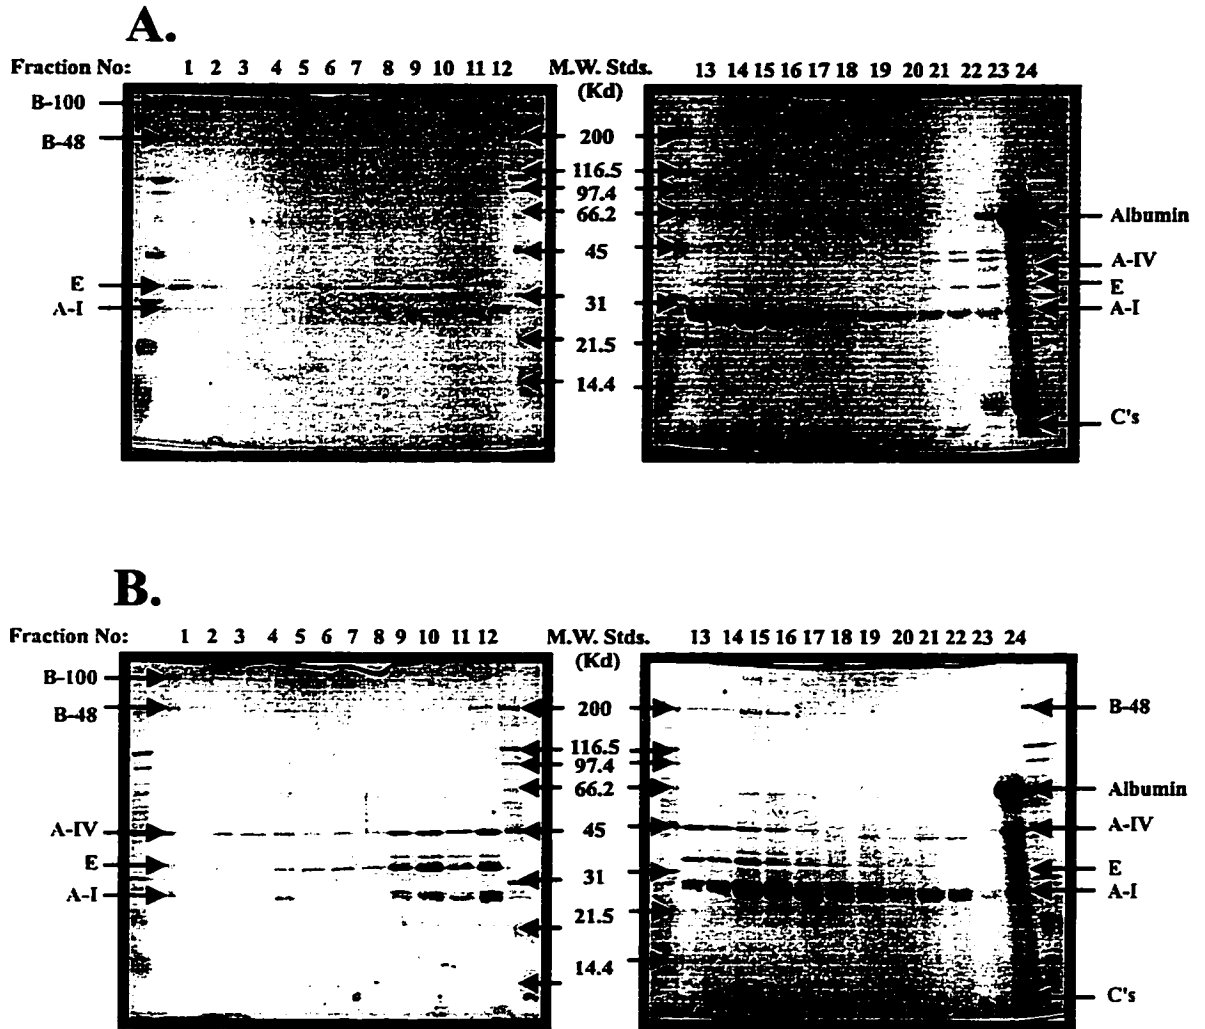 A.
Fraction No: 1 2 3 4 5 6 7 8 9 10 11 12 M.W. Stds. 13 14 15 16 17 18 19 20 21 22 23 24
(Kd)
B-100
B-48
200
116.5
97.4
66.2 Albumin
45 A-IV
E E
31
A-I A-I
21.5
14.4
C's
B.
Fraction No: 1 2 3 4 5 6 7 8 9 10 11 12 M.W. Stds. 13 14 15 16 17 18 19 20 21 22 23 24
(Kd)
B-100
B-48 200 B-48
116.5
97.4
66.2 Albumin
A-IV 45 A-IV
E E
31
A-I A-I
21.5
14.4
C's